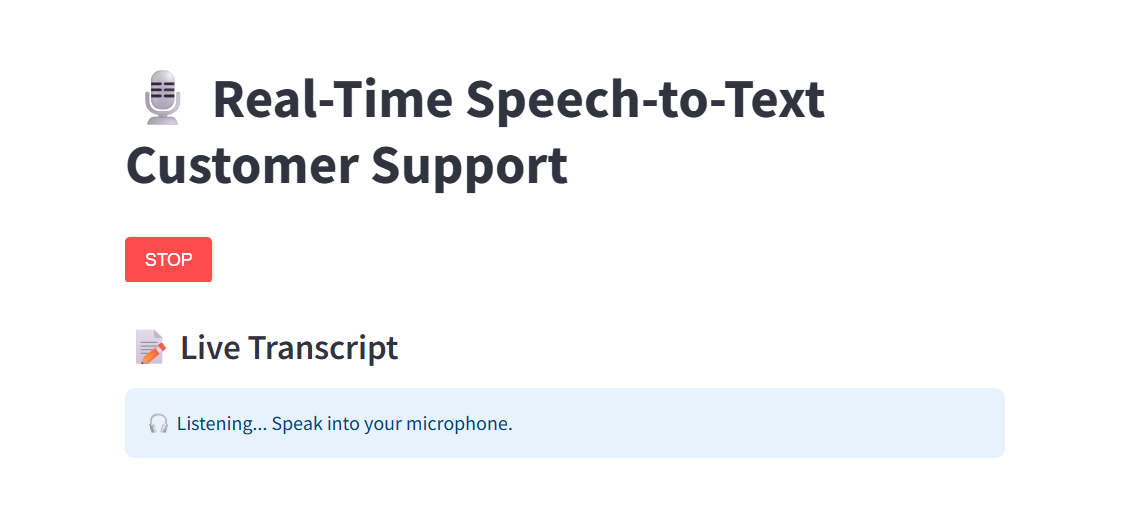 🎙️ Real-Time Speech-to-Text
Customer Support
STOP
📝 Live Transcript
🎧 Listening... Speak into your microphone.